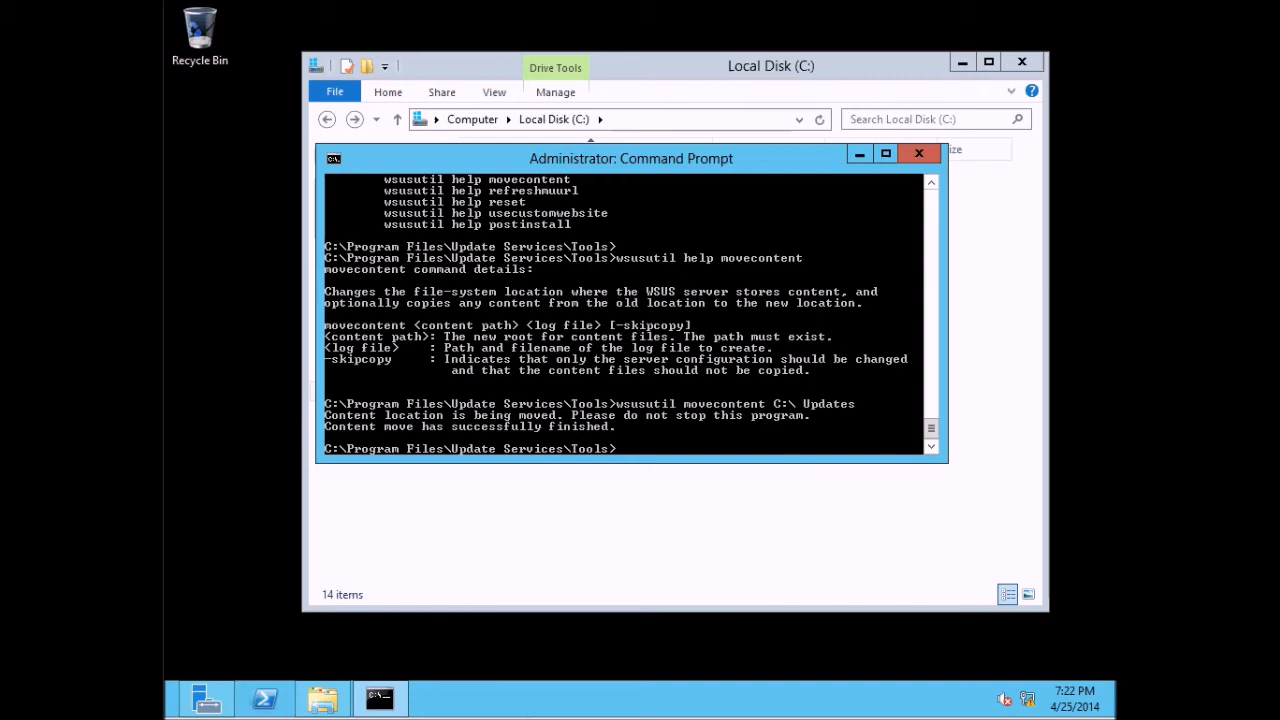 Recycle Bin
Drive Tools
Local Disk (C:)
File
Home
Share
View
Manage
Computer
Local Disk (C:)
Search Local Disk (C:)
ize
C:\
Administrator: Command Prompt
wsusutil help movecontent
wsusutil help refreshmuurl
wsusutil help reset
wsusutil help usecustomwebsite
wsusutil help postinstall
C:\Program Files\Update Services\Tools>
C:\Program Files\Update Services\Tools>wsusutil help movecontent
movecontent command details:
Changes the file-system location where the WSUS server stores content, and
optionally copies any content from the old location to the new location.
movecontent <content path> <log file> [-skipcopy]
<content path>: The new root for content files. The path must exist.
<log file>    : Path and filename of the log file to create.
-skipcopy     : Indicates that only the server configuration should be changed
and that the content files should not be copied.
C:\Program Files\Update Services\Tools>wsusutil movecontent C:\ Updates
Content location is being moved. Please do not stop this program.
Content move has successfully finished.
C:\Program Files\Update Services\Tools>
14 items
C:\_
7:22 PM
4/25/2014